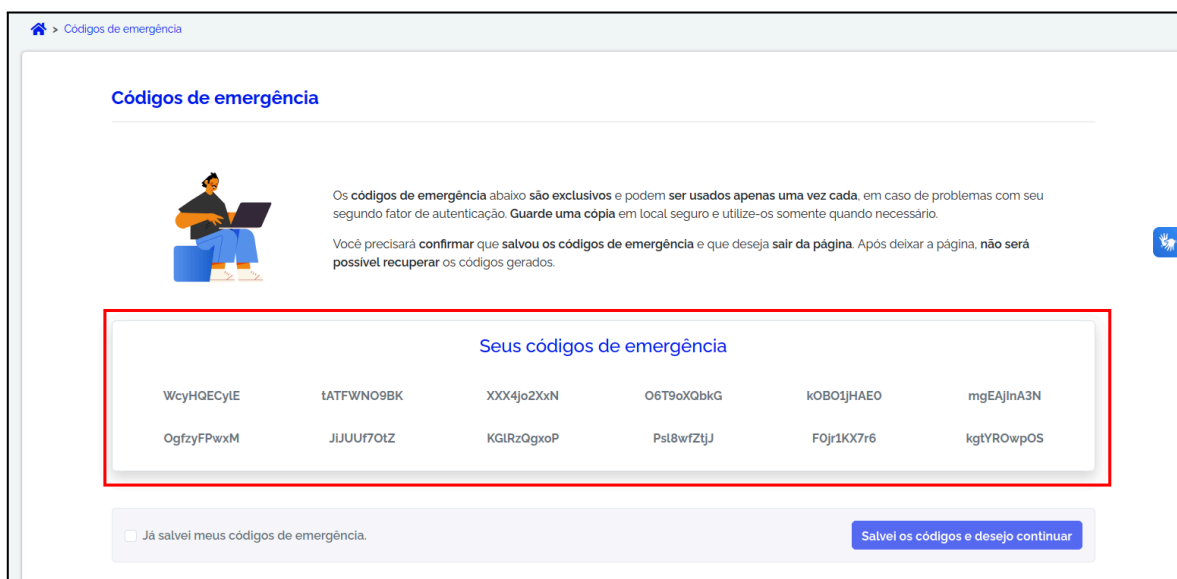 > Códigos de emergência
Códigos de emergência
Os códigos de emergência abaixo são exclusivos e podem ser usados apenas uma vez cada, em caso de problemas com seu
segundo fator de autenticação. Guarde uma cópia em local seguro e utilize-os somente quando necessário.
Você precisará confirmar que salvou os códigos de emergência e que deseja sair da página. Após deixar a página, não será
possível recuperar os códigos gerados.
Seus códigos de emergência
WcyHQECylE tATFWNO9BK XXX4jo2XxN O6T9oXQbkG kOBO1jHAE0 mgEAjInA3N
OgfzyFPwxM JiJUUf7OtZ KGlRzQgxoP Psl8wfZtjJ F0jr1KX7r6 kgtYROwpOS
Já salvei meus códigos de emergência.
Salvei os códigos e desejo continuar